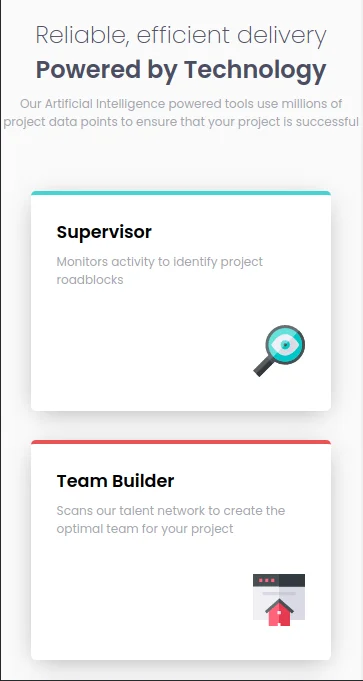 Reliable, efficient delivery
Powered by Technology
Our Artificial Intelligence powered tools use millions of
project data points to ensure that your project is successful
Supervisor
Monitors activity to identify project
roadblocks
Team Builder
Scans our talent network to create the
optimal team for your project